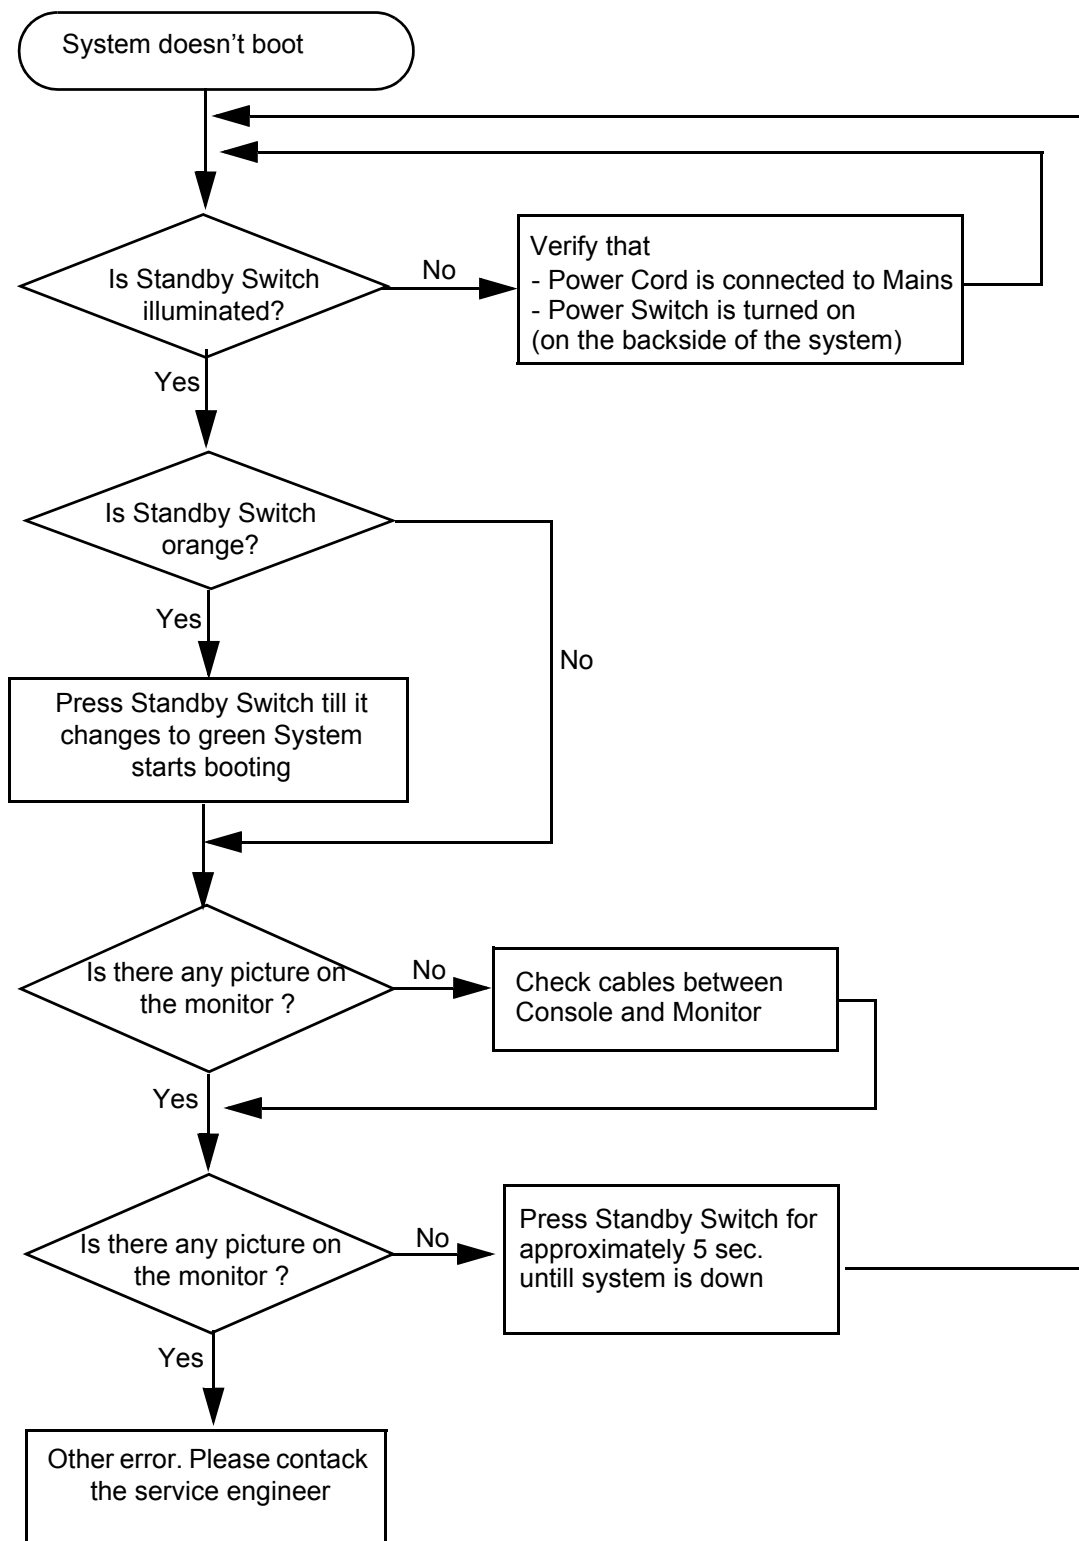 System doesn't boot
Is Standby Switch
illuminated?
No
Verify that
- Power Cord is connected to Mains
- Power Switch is turned on
(on the backside of the system)
Yes
Is Standby Switch
orange?
Yes
No
Press Standby Switch till it
changes to green System
starts booting
Is there any picture on
the monitor ?
No
Check cables between
Console and Monitor
Yes
Is there any picture on
the monitor ?
No
Press Standby Switch for
approximately 5 sec.
untill system is down
Yes
Other error. Please contack
the service engineer